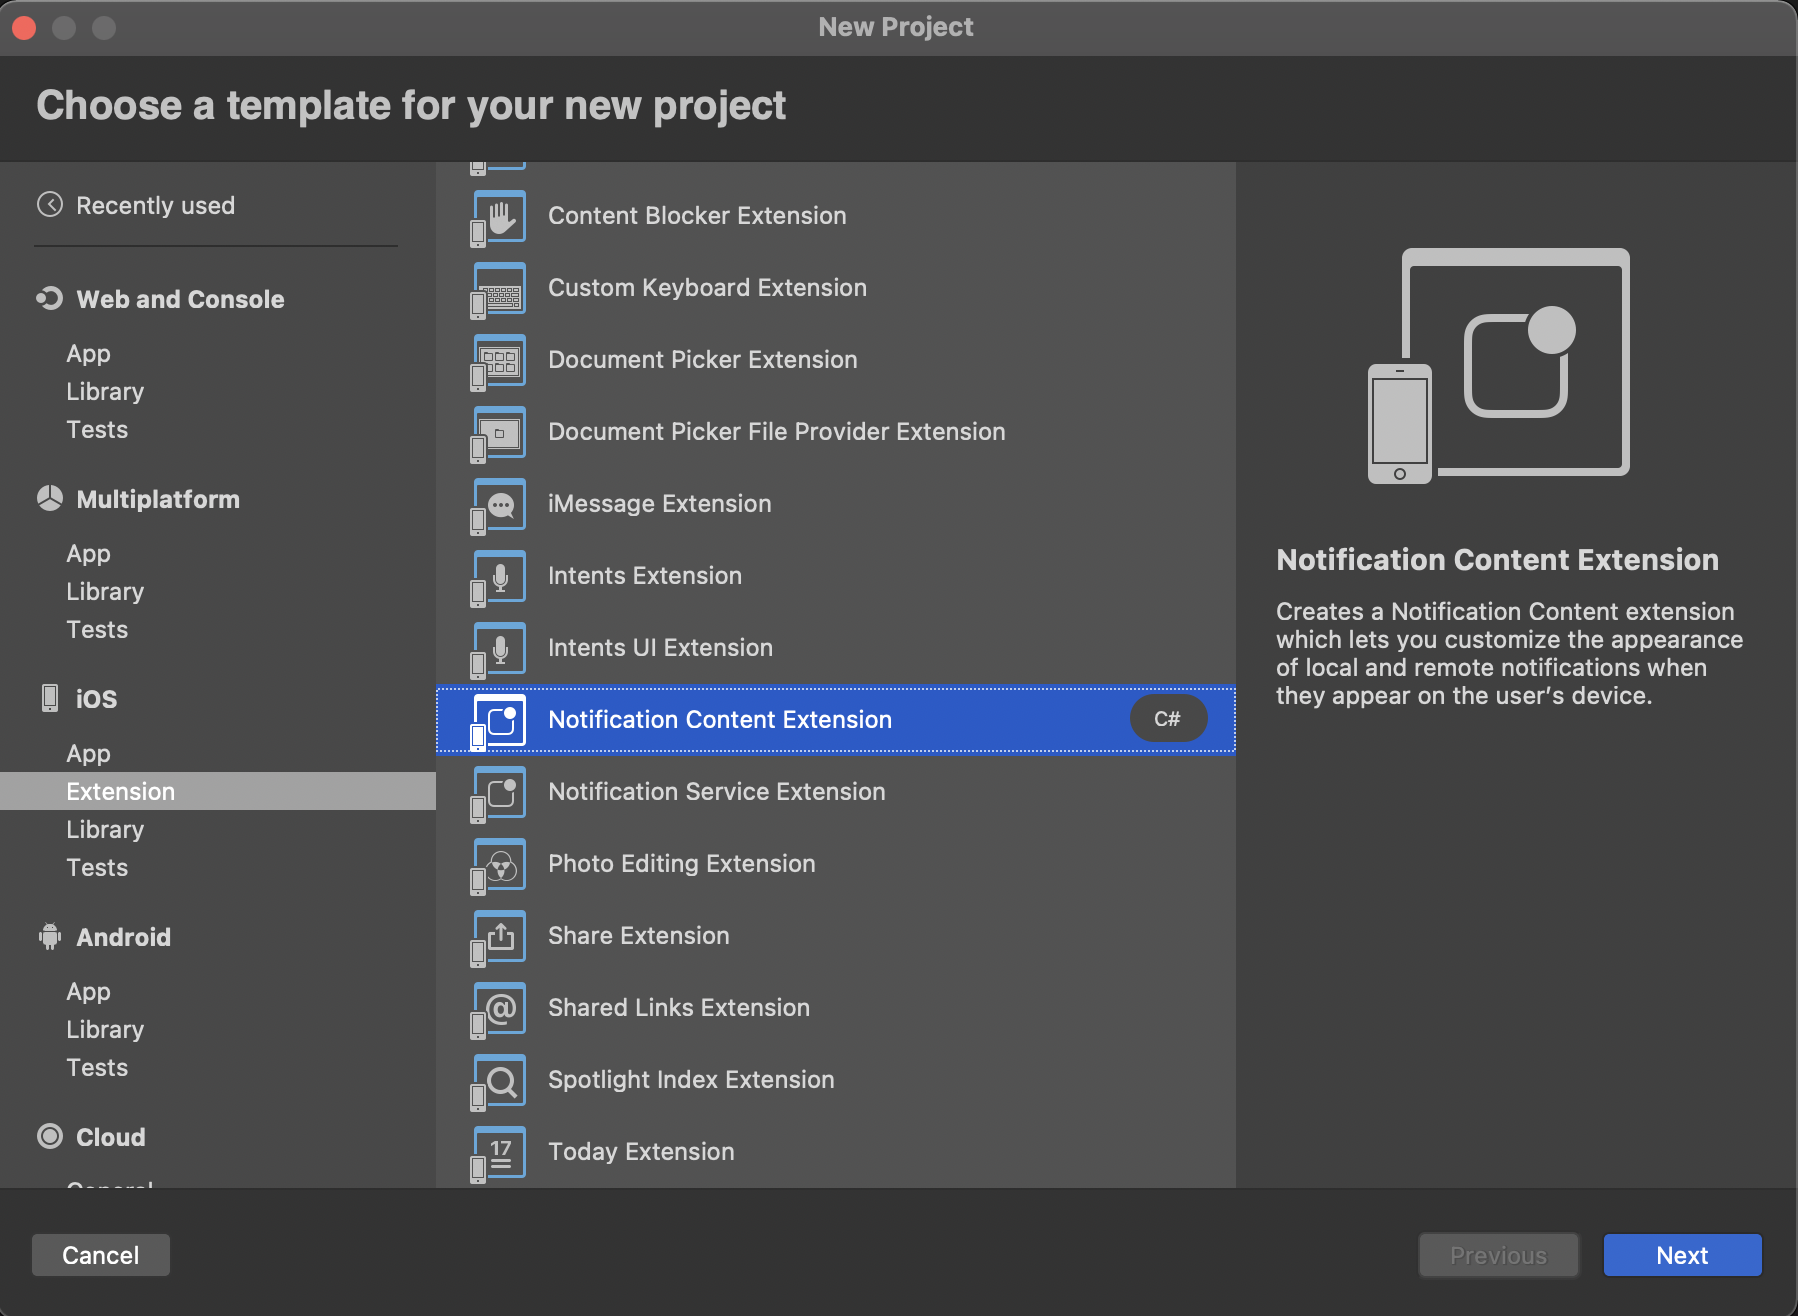 New Project
Choose a template for your new project
Recently used
Web and Console
App
Library
Tests
Multiplatform
App
Library
Tests
iOS
App
Extension
Library
Tests
Android
App
Library
Tests
Cloud
General
Content Blocker Extension
Custom Keyboard Extension
Document Picker Extension
Document Picker File Provider Extension
iMessage Extension
Intents Extension
Intents UI Extension
Notification Content Extension C#
Notification Service Extension
Photo Editing Extension
Share Extension
@ Shared Links Extension
Spotlight Index Extension
17 Today Extension
Notification Content Extension
Creates a Notification Content extension
which lets you customize the appearance
of local and remote notifications when
they appear on the user’s device.
Cancel
Previous
Next